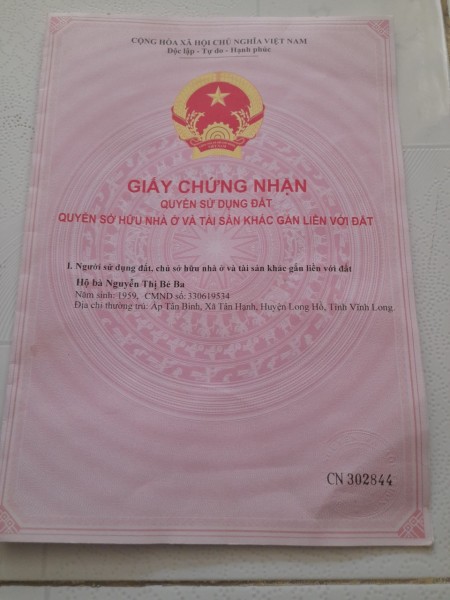 CỘNG HÒA XÃ HỘI CHỦ NGHĨA VIỆT NAM
Độc lập - Tự do - Hạnh phúc
GIẤY CHỨNG NHẬN
QUYỀN SỬ DỤNG ĐẤT
QUYỀN SỞ HỮU NHÀ Ở VÀ TÀI SẢN KHÁC GẮN LIỀN VỚI ĐẤT
I. Người sử dụng đất, chủ sở hữu nhà ở và tài sản khác gắn liền với đất
Hộ bà Nguyễn Thị Bé Ba
Năm sinh: 1959, CMND số: 330619534
Địa chỉ thường trú: Ấp Tân Bình, Xã Tân Hạnh, Huyện Long Hồ, Tỉnh Vĩnh Long.
CN 302844